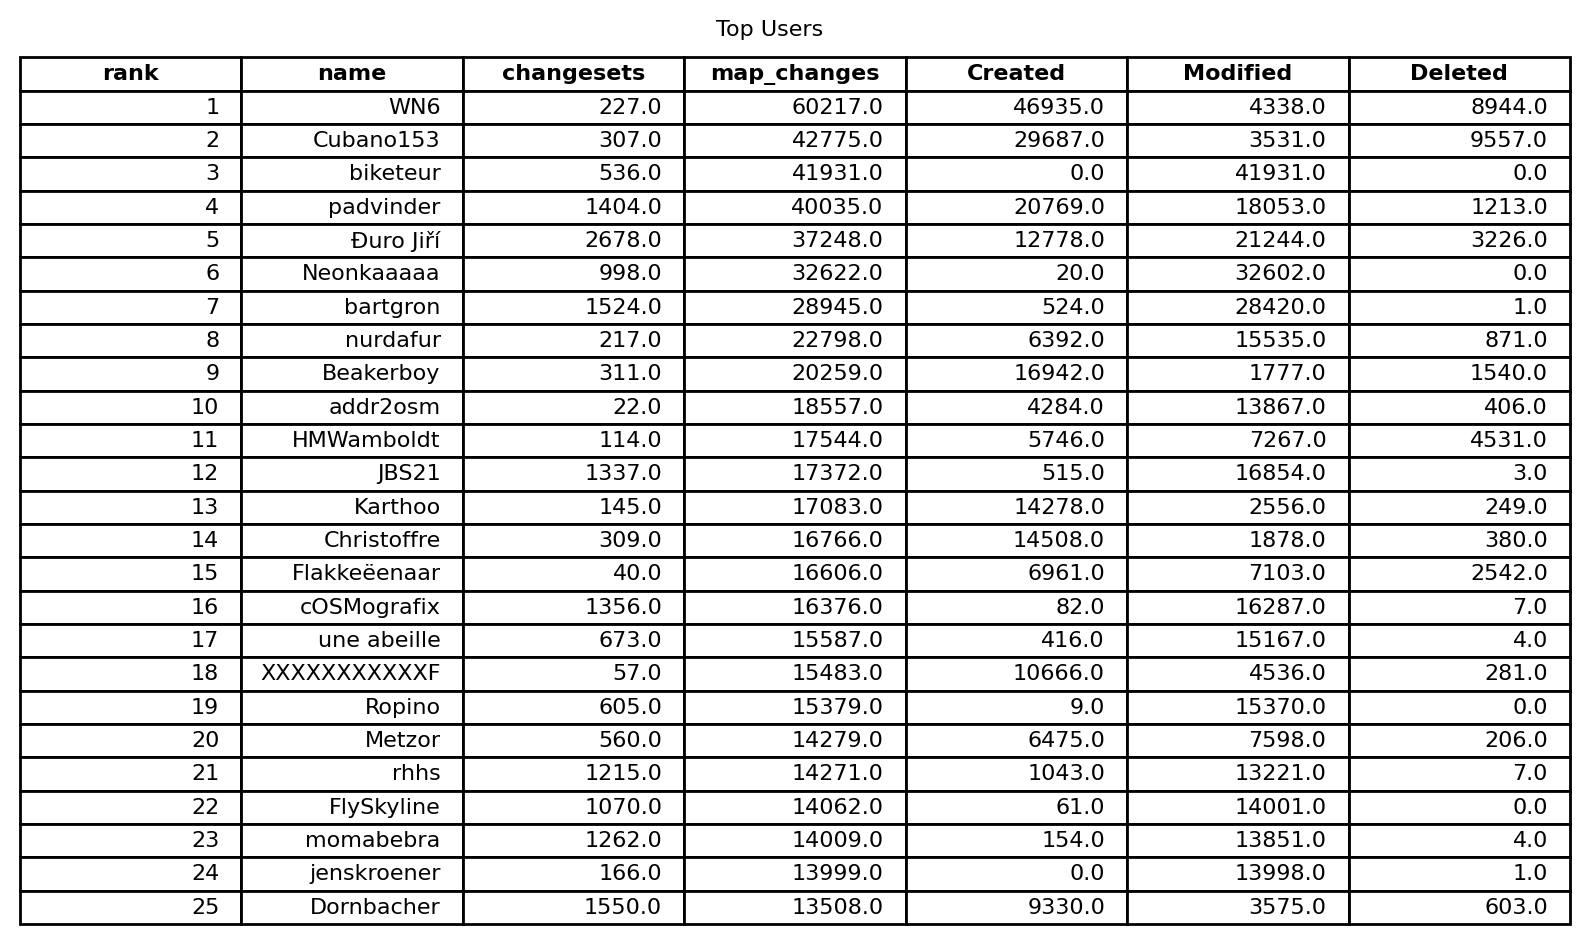 Top Users
rank name changesets map_changes Created Modified Deleted
1 WN6 227.0 60217.0 46935.0 4338.0 8944.0
2 Cubano153 307.0 42775.0 29687.0 3531.0 9557.0
3 biketeur 536.0 41931.0 0.0 41931.0 0.0
4 padvinder 1404.0 40035.0 20769.0 18053.0 1213.0
5 Đuro Jiří 2678.0 37248.0 12778.0 21244.0 3226.0
6 Neonkaaaaa 998.0 32622.0 20.0 32602.0 0.0
7 bartgron 1524.0 28945.0 524.0 28420.0 1.0
8 nurdafur 217.0 22798.0 6392.0 15535.0 871.0
9 Beakerboy 311.0 20259.0 16942.0 1777.0 1540.0
10 addr2osm 22.0 18557.0 4284.0 13867.0 406.0
11 HMWamboldt 114.0 17544.0 5746.0 7267.0 4531.0
12 JBS21 1337.0 17372.0 515.0 16854.0 3.0
13 Karthoo 145.0 17083.0 14278.0 2556.0 249.0
14 Christoffre 309.0 16766.0 14508.0 1878.0 380.0
15 Flakkeëenaar 40.0 16606.0 6961.0 7103.0 2542.0
16 cOSMografix 1356.0 16376.0 82.0 16287.0 7.0
17 une abeille 673.0 15587.0 416.0 15167.0 4.0
18 XXXXXXXXXXXF 57.0 15483.0 10666.0 4536.0 281.0
19 Ropino 605.0 15379.0 9.0 15370.0 0.0
20 Metzor 560.0 14279.0 6475.0 7598.0 206.0
21 rhhs 1215.0 14271.0 1043.0 13221.0 7.0
22 FlySkyline 1070.0 14062.0 61.0 14001.0 0.0
23 momabebra 1262.0 14009.0 154.0 13851.0 4.0
24 jenskroener 166.0 13999.0 0.0 13998.0 1.0
25 Dornbacher 1550.0 13508.0 9330.0 3575.0 603.0